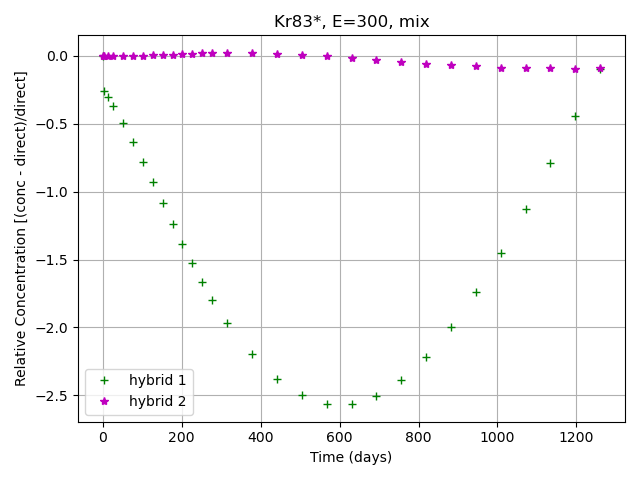 Kr83*, E=300, mix
Relative Concentration [(conc - direct)/direct]
0.0
−0.5
−1.0
−1.5
−2.0
−2.5
hybrid 1
hybrid 2
0 200 400 600 800 1000 1200
Time (days)